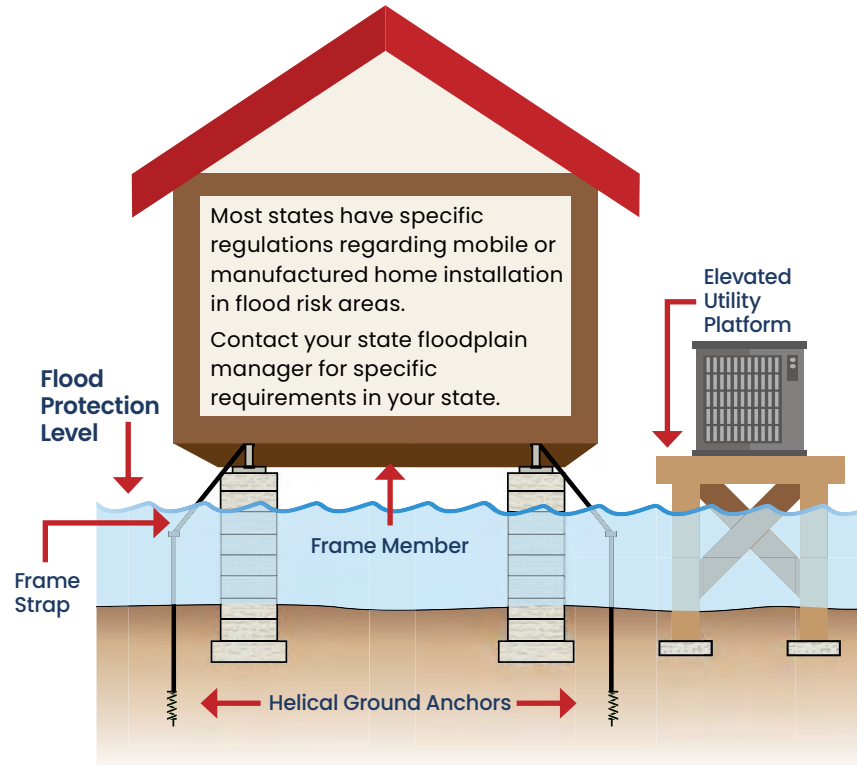 Most states have specific
regulations regarding mobile or
manufactured home installation
in flood risk areas.
Contact your state floodplain
manager for specific
requirements in your state.
Elevated
Utility
Platform
Flood
Protection
Level
Frame Member
Frame
Strap
Helical Ground Anchors